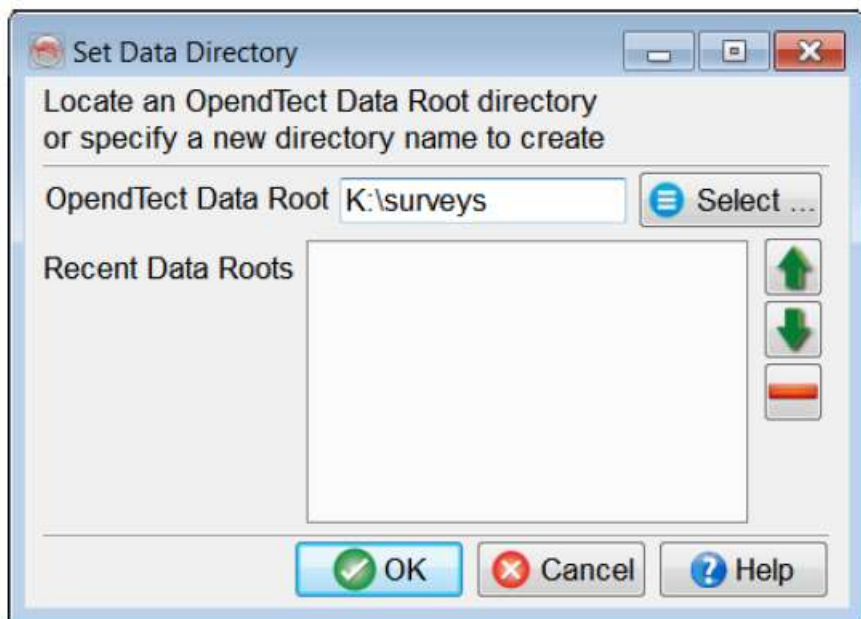 Set Data Directory
Locate an OpendTect Data Root directory
or specify a new directory name to create
OpendTect Data Root K:\surveys Select ...
Recent Data Roots
OK Cancel Help